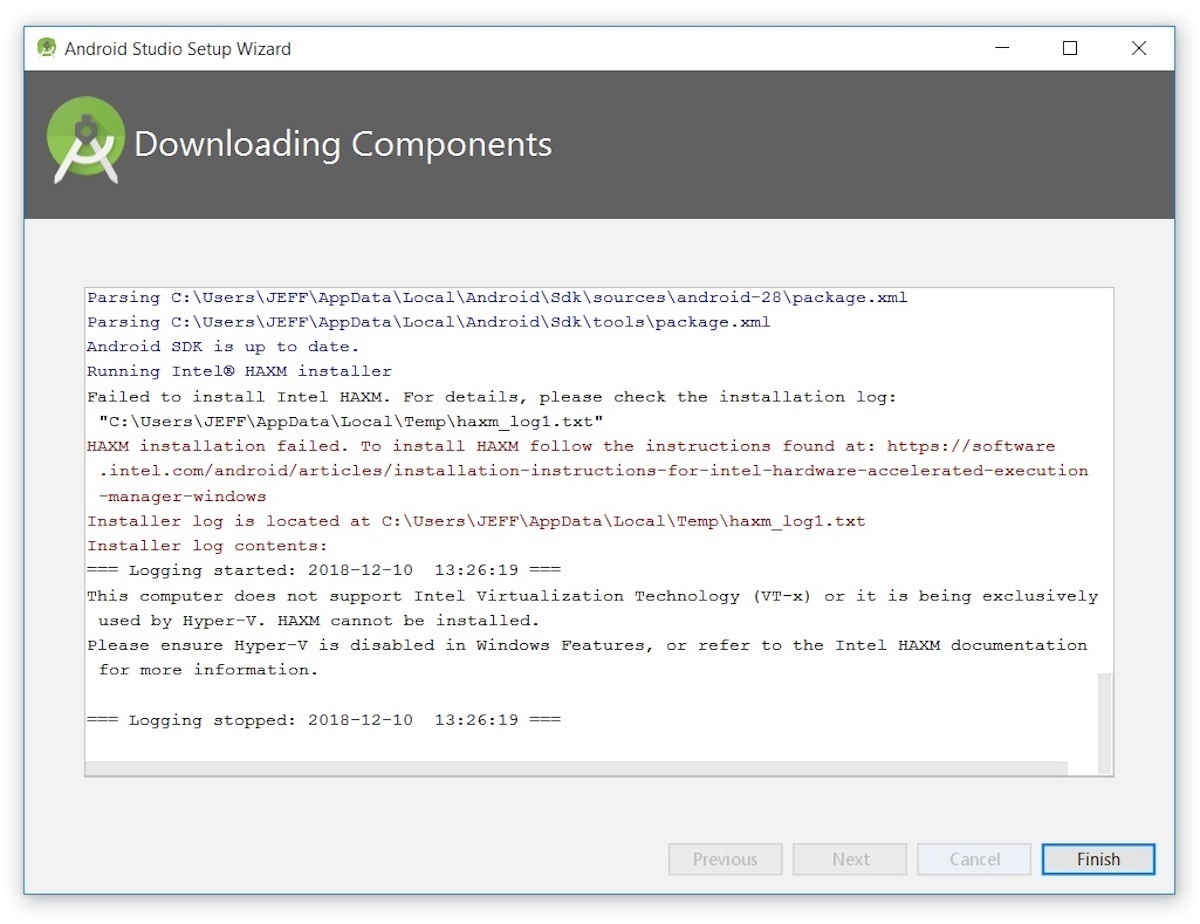 Android Studio Setup Wizard
Downloading Components
Parsing C:\Users\JEFF\AppData\Local\Android\Sdk\sources\android-28\package.xml
Parsing C:\Users\JEFF\AppData\Local\Android\Sdk\tools\package.xml
Android SDK is up to date.
Running Intel® HAXM installer
Failed to install Intel HAXM. For details, please check the installation log:
"C:\Users\JEFF\AppData\Local\Temp\haxm_log1.txt"
HAXM installation failed. To install HAXM follow the instructions found at: https://software
.intel.com/android/articles/installation-instructions-for-intel-hardware-accelerated-execution
-manager-windows
Installer log is located at C:\Users\JEFF\AppData\Local\Temp\haxm_log1.txt
Installer log contents:
=== Logging started: 2018-12-10  13:26:19 ===
This computer does not support Intel Virtualization Technology (VT-x) or it is being exclusively
used by Hyper-V. HAXM cannot be installed.
Please ensure Hyper-V is disabled in Windows Features, or refer to the Intel HAXM documentation
for more information.
=== Logging stopped: 2018-12-10  13:26:19 ===
Previous Next Cancel Finish